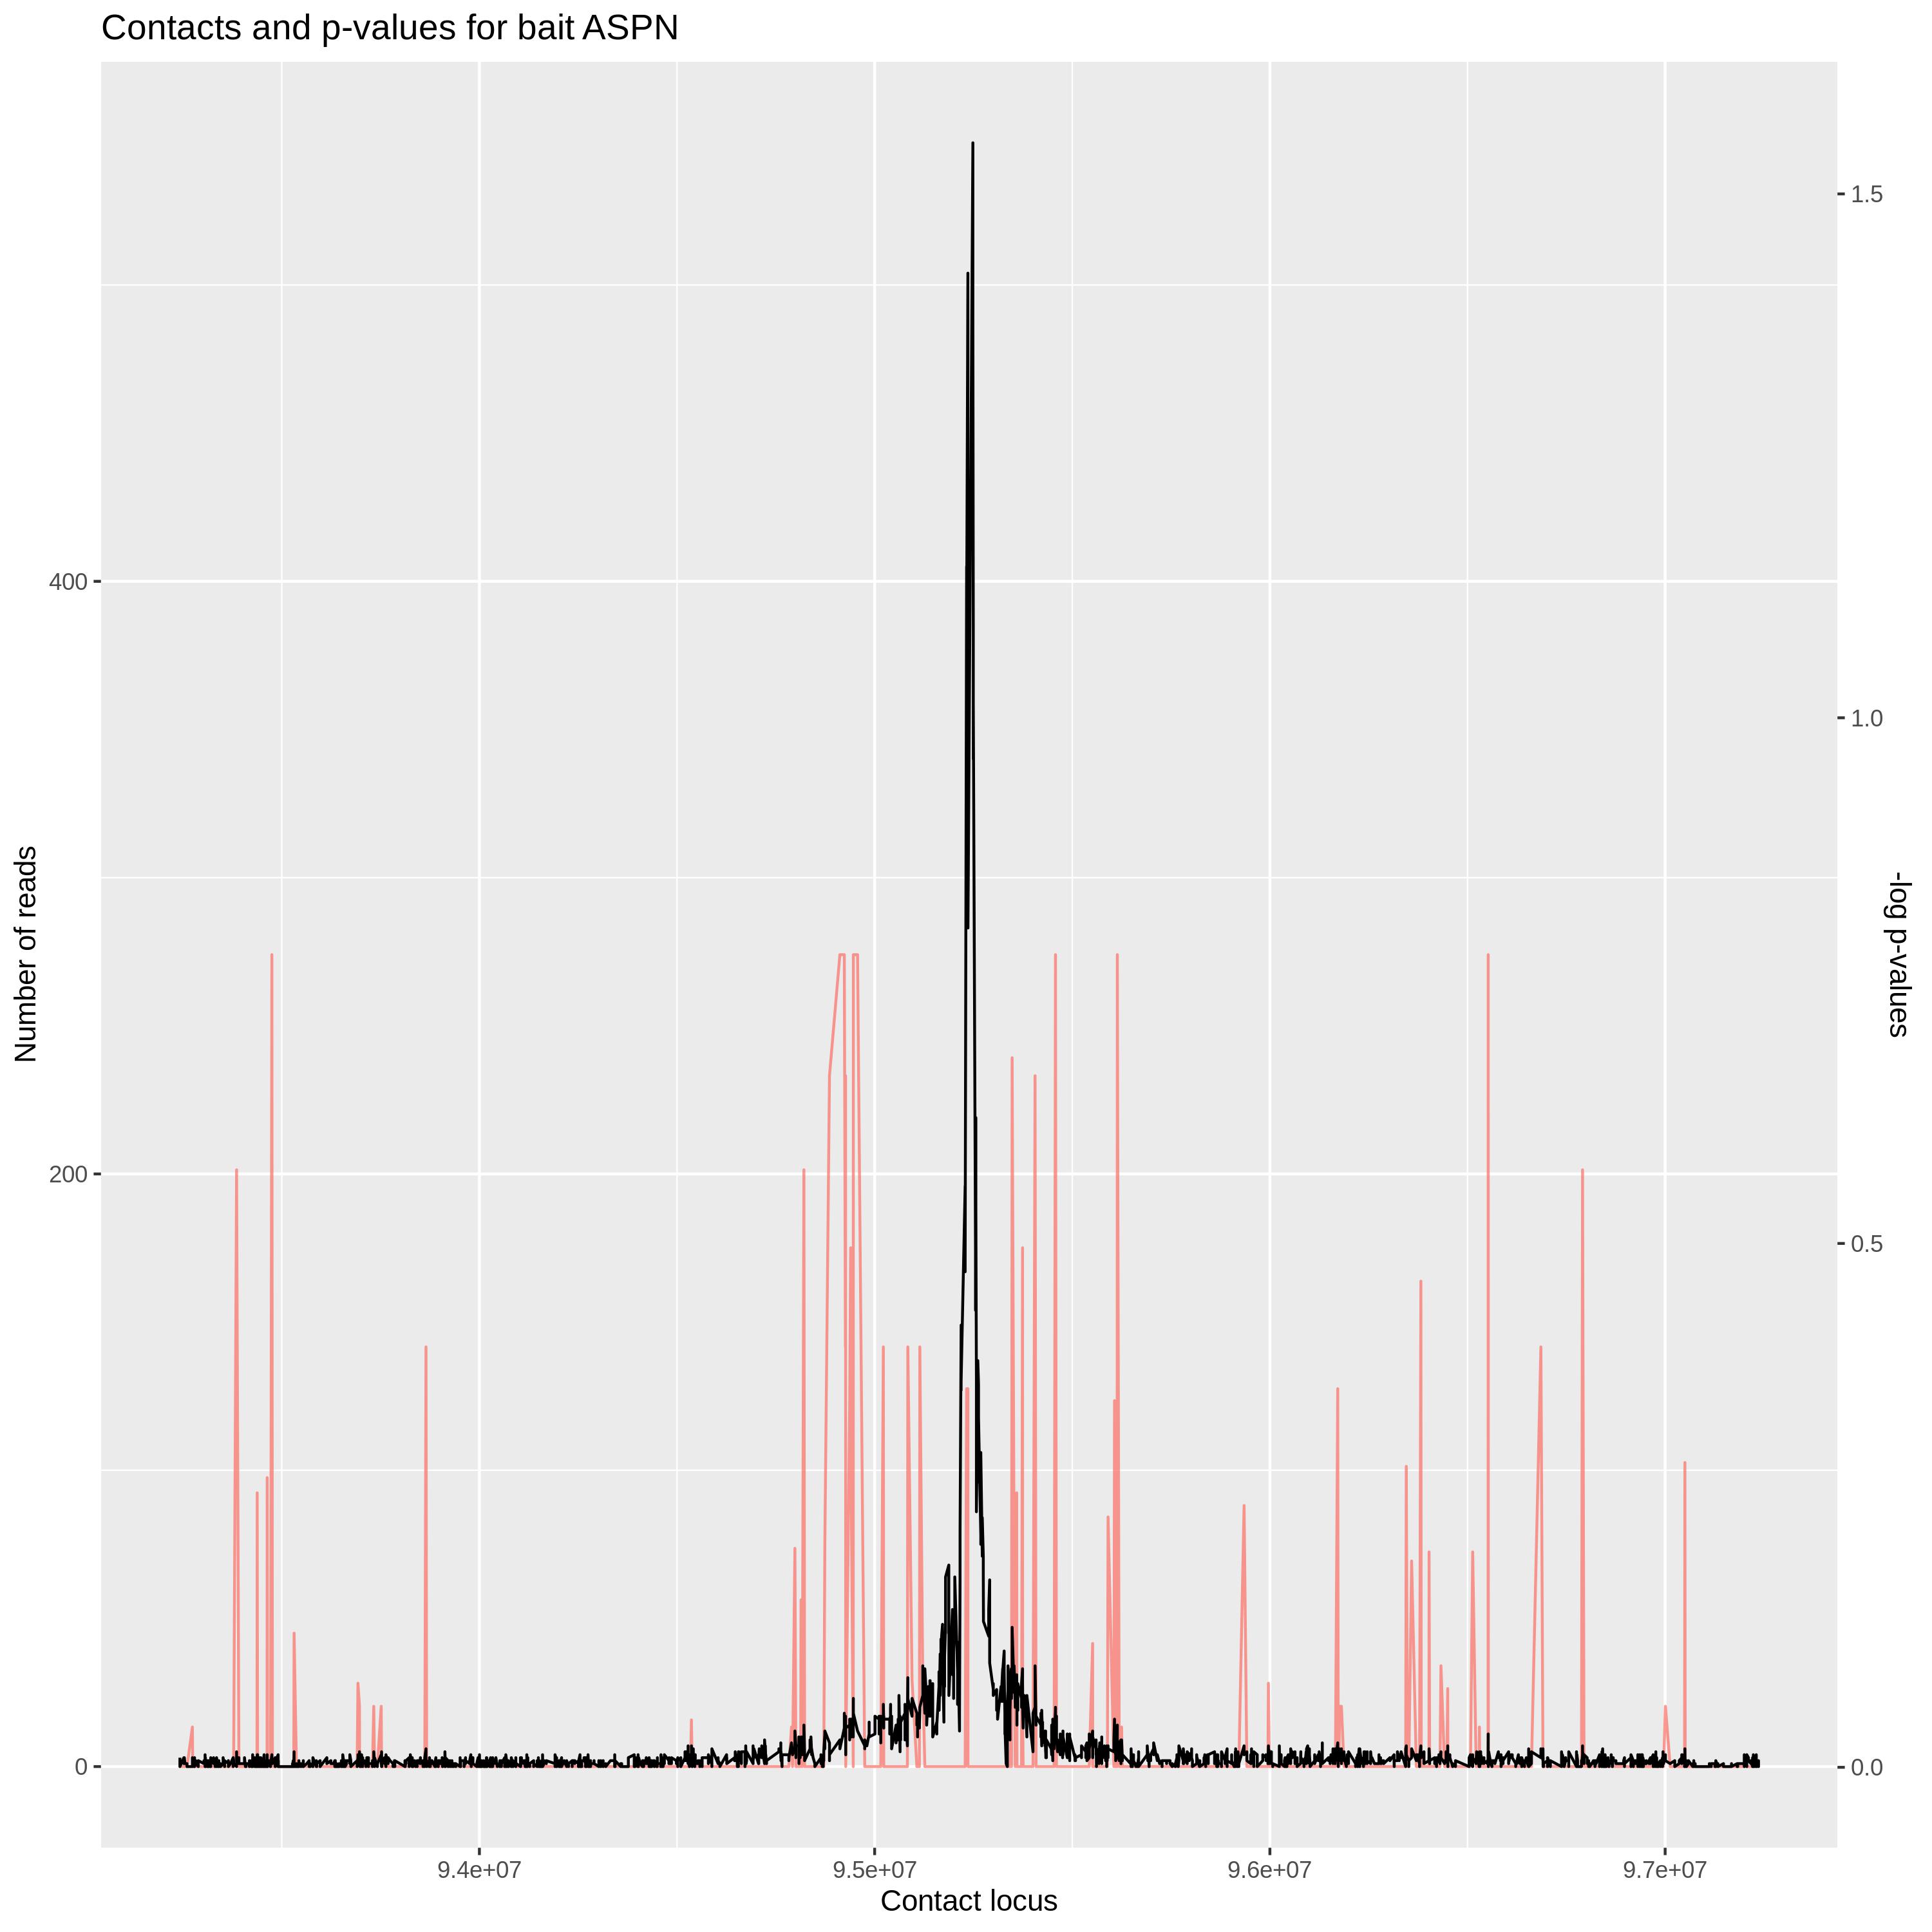 Contacts and p-values for bait ASPN
Number of reads
400
200
0
1.5
1.0
0.5
0.0
-log p-values
9.4e+07
9.5e+07
9.6e+07
9.7e+07
Contact locus